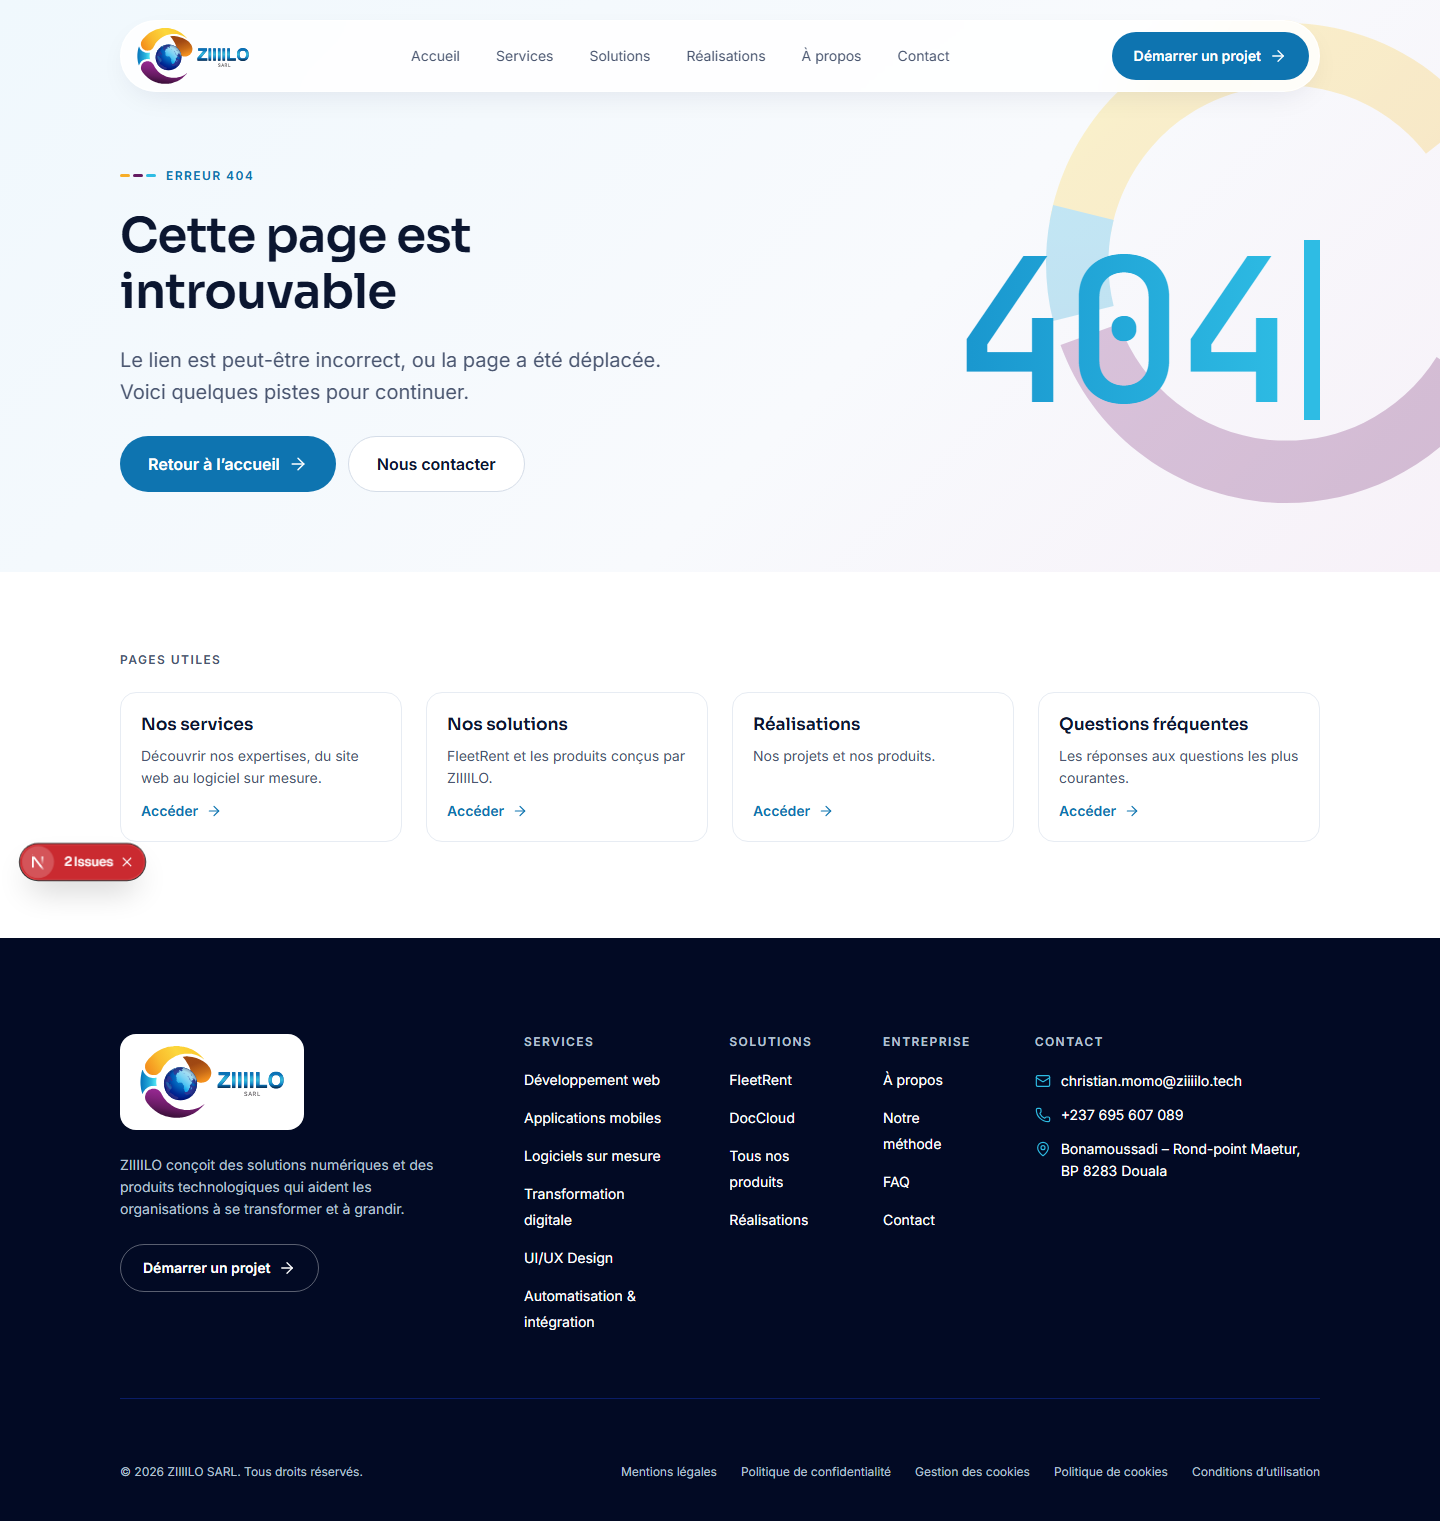 ZIIIILO
SARL
Accueil
Services
Solutions
Réalisations
À propos
Contact
Démarrer un projet
ERREUR 404
Cette page est
introuvable
Le lien est peut-être incorrect, ou la page a été déplacée.
Voici quelques pistes pour continuer.
Retour à l’accueil
Nous contacter
404
PAGES UTILES
Nos services
Découvrir nos expertises, du site
web au logiciel sur mesure.
Accéder
Nos solutions
FleetRent et les produits conçus par
ZIIIILO.
Accéder
Réalisations
Nos projets et nos produits.
Accéder
Questions fréquentes
Les réponses aux questions les plus
courantes.
Accéder
N
2 Issues
ZIIIILO
SARL
ZIIIILO conçoit des solutions numériques et des
produits technologiques qui aident les
organisations à se transformer et à grandir.
Démarrer un projet
SERVICES
Développement web
Applications mobiles
Logiciels sur mesure
Transformation
digitale
UI/UX Design
Automatisation &
intégration
SOLUTIONS
FleetRent
DocCloud
Tous nos
produits
Réalisations
ENTREPRISE
À propos
Notre
méthode
FAQ
Contact
CONTACT
christian.momo@ziiiilo.tech
+237 695 607 089
Bonamoussadi – Rond-point Maetur,
BP 8283 Douala
© 2026 ZIIIILO SARL. Tous droits réservés.
Mentions légales
Politique de confidentialité
Gestion des cookies
Politique de cookies
Conditions d’utilisation